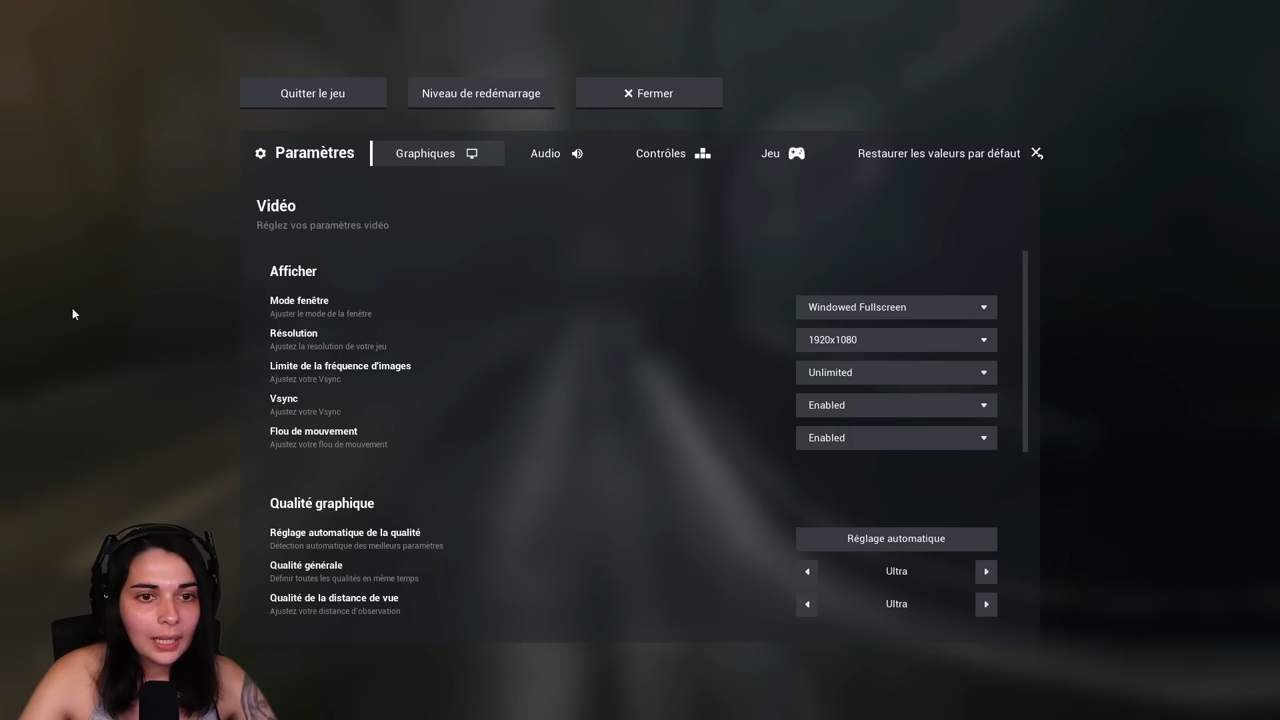 Quitter le jeu
Niveau de redémarrage
Fermer
Paramètres
Graphiques
Audio
Contrôles
Jeu
Restaurer les valeurs par défaut
Vidéo
Réglez vos paramètres vidéo
Afficher
Mode fenêtre
Windowed Fullscreen
Ajuster le mode de la fenêtre
Résolution
1920x1080
Ajustez la résolution de votre jeu
Limite de la fréquence d'images
Unlimited
Ajustez votre Vsync
Vsync
Enabled
Ajustez votre Vsync
Flou de mouvement
Enabled
Ajustez votre flou de mouvement
Qualité graphique
Réglage automatique de la qualité
Réglage automatique
Détection automatique des meilleurs paramètres
Qualité générale
Ultra
Définir toutes les qualités en même temps
Qualité de la distance de vue
Ultra
Ajustez votre distance d'observation